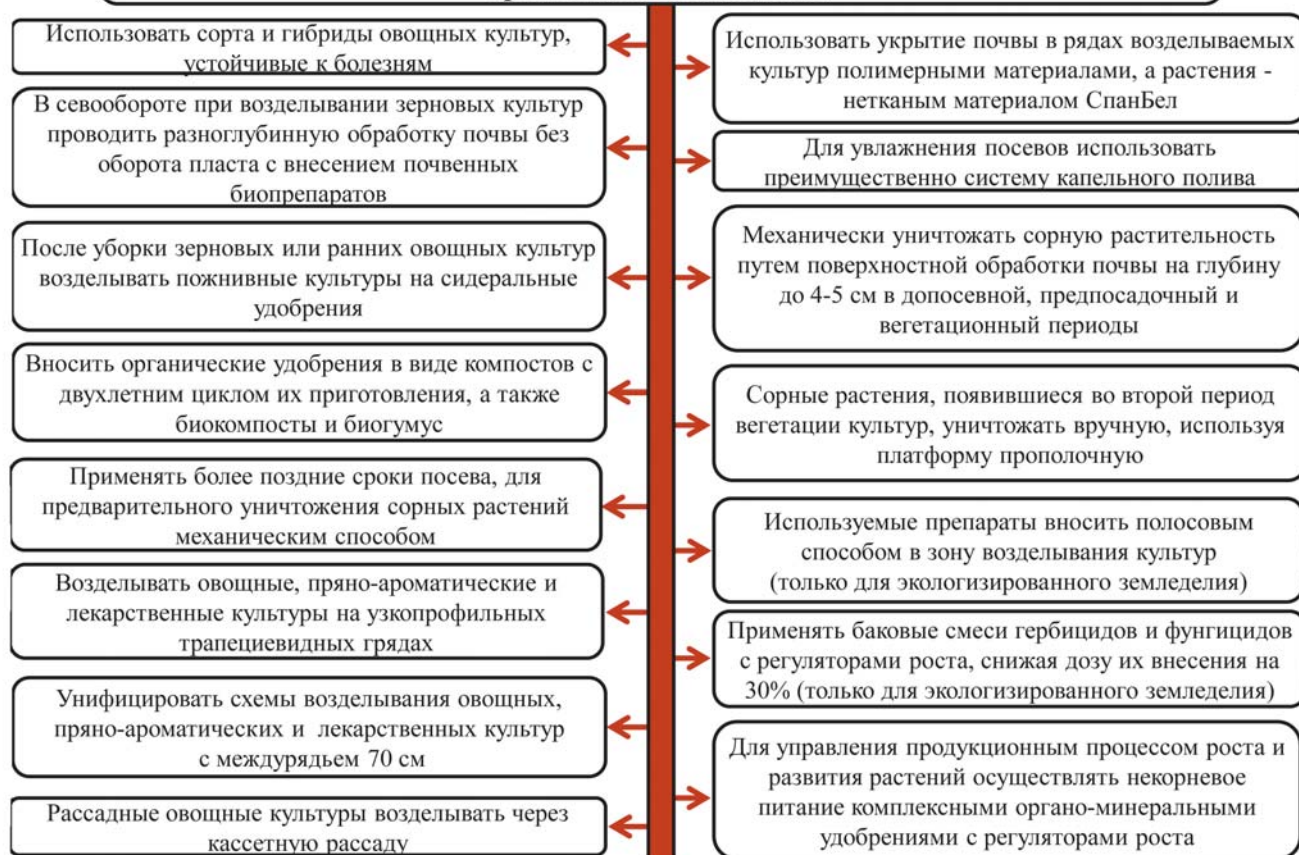 Использовать сорта и гибриды овощных культур,
устойчивые к болезням
В севообороте при возделывании зерновых культур
проводить разноглубинную обработку почвы без
оборота пласта с внесением почвенных
биопрепаратов
После уборки зерновых или ранних овощных культур
возделывать пожнивные культуры на сидеральные
удобрения
Вносить органические удобрения в виде компостов с
двухлетним циклом их приготовления, а также
биокомпосты и биогумус
Применять более поздние сроки посева, для
предварительного уничтожения сорных растений
механическим способом
Возделывать овощные, пряно-ароматические и
лекарственные культуры на узкопрофильных
трапециевидных грядах
Унифицировать схемы возделывания овощных,
пряно-ароматических и лекарственных культур
с междурядьем 70 см
Рассадные овощные культуры возделывать через
кассетную рассаду
Использовать укрытие почвы в рядах возделываемых
культур полимерными материалами, а растения -
нетканым материалом СпанБел
Для увлажнения посевов использовать
преимущественно систему капельного полива
Механически уничтожать сорную растительность
путем поверхностной обработки почвы на глубину
до 4-5 см в допосевной, предпосадочный и
вегетационный периоды
Сорные растения, появившиеся во второй период
вегетации культур, уничтожать вручную, используя
платформу прополочную
Используемые препараты вносить полосовым
способом в зону возделывания культур
(только для экологизированного земледелия)
Применять баковые смеси гербицидов и фунгицидов
с регуляторами роста, снижая дозу их внесения на
30% (только для экологизированного земледелия)
Для управления продукционным процессом роста и
развития растений осуществлять некорневое
питание комплексными органо-минеральными
удобрениями с регуляторами роста